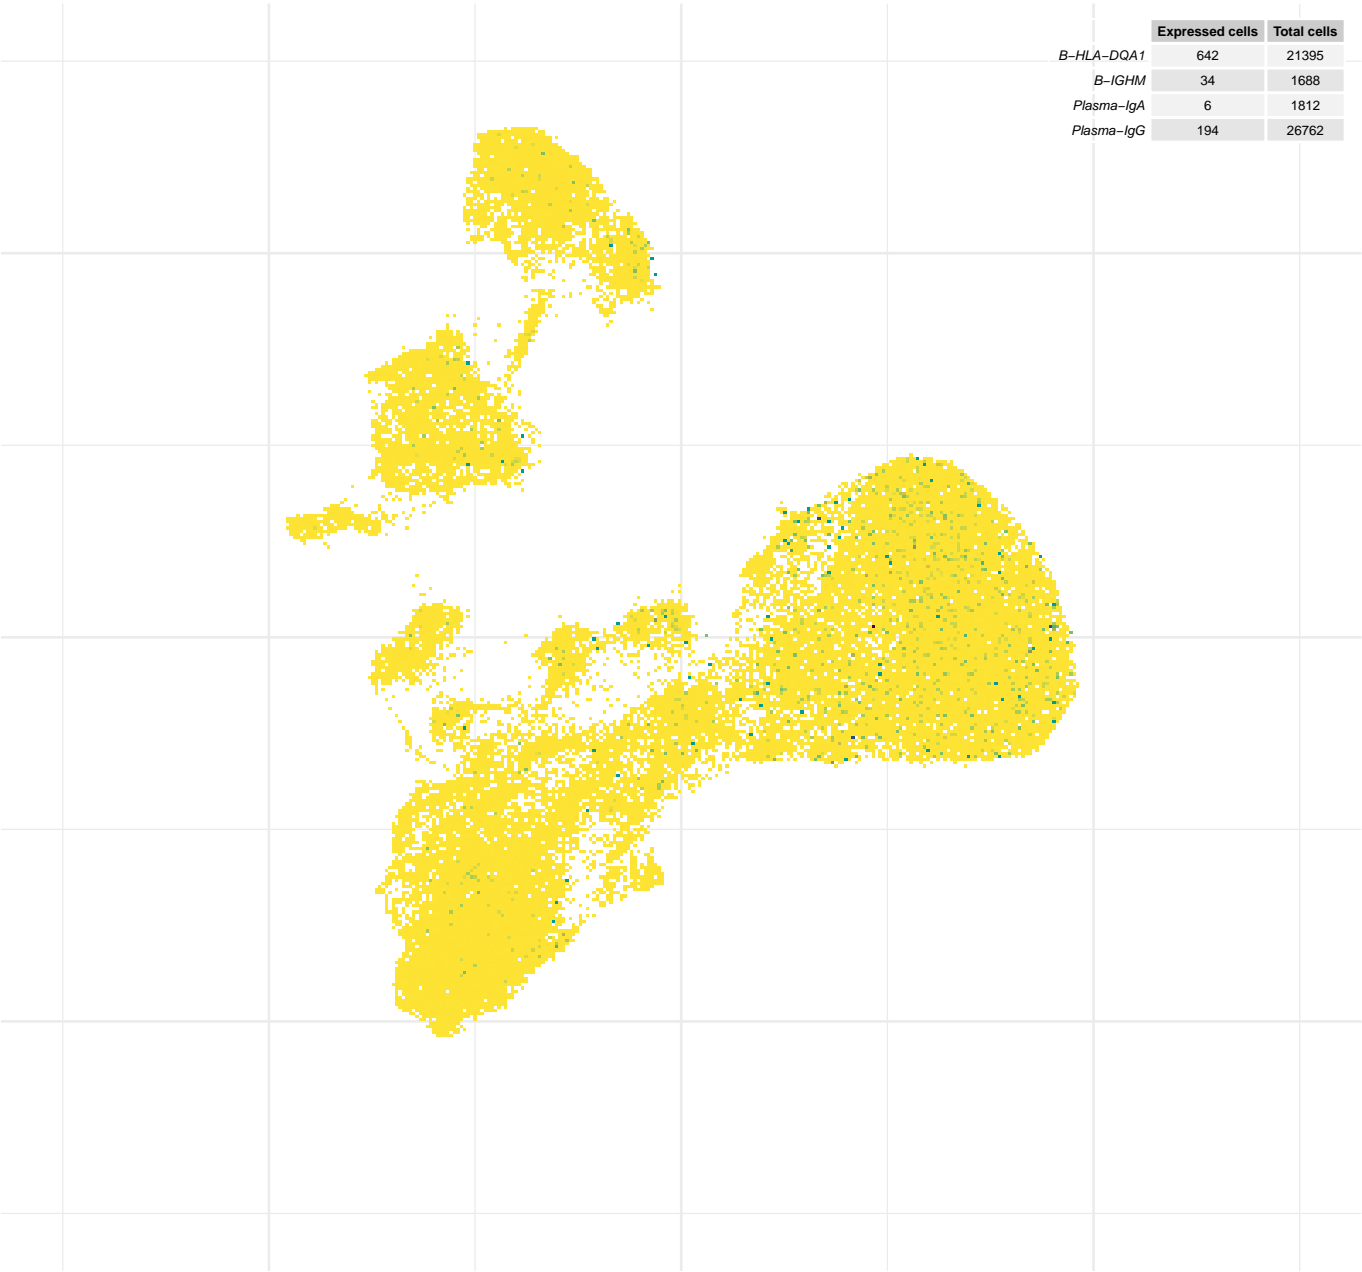 Expressed cells Total cells
B−HLA−DQA1 642 21395
B−IGHM 34 1688
Plasma−IgA 6 1812
Plasma−IgG 194 26762